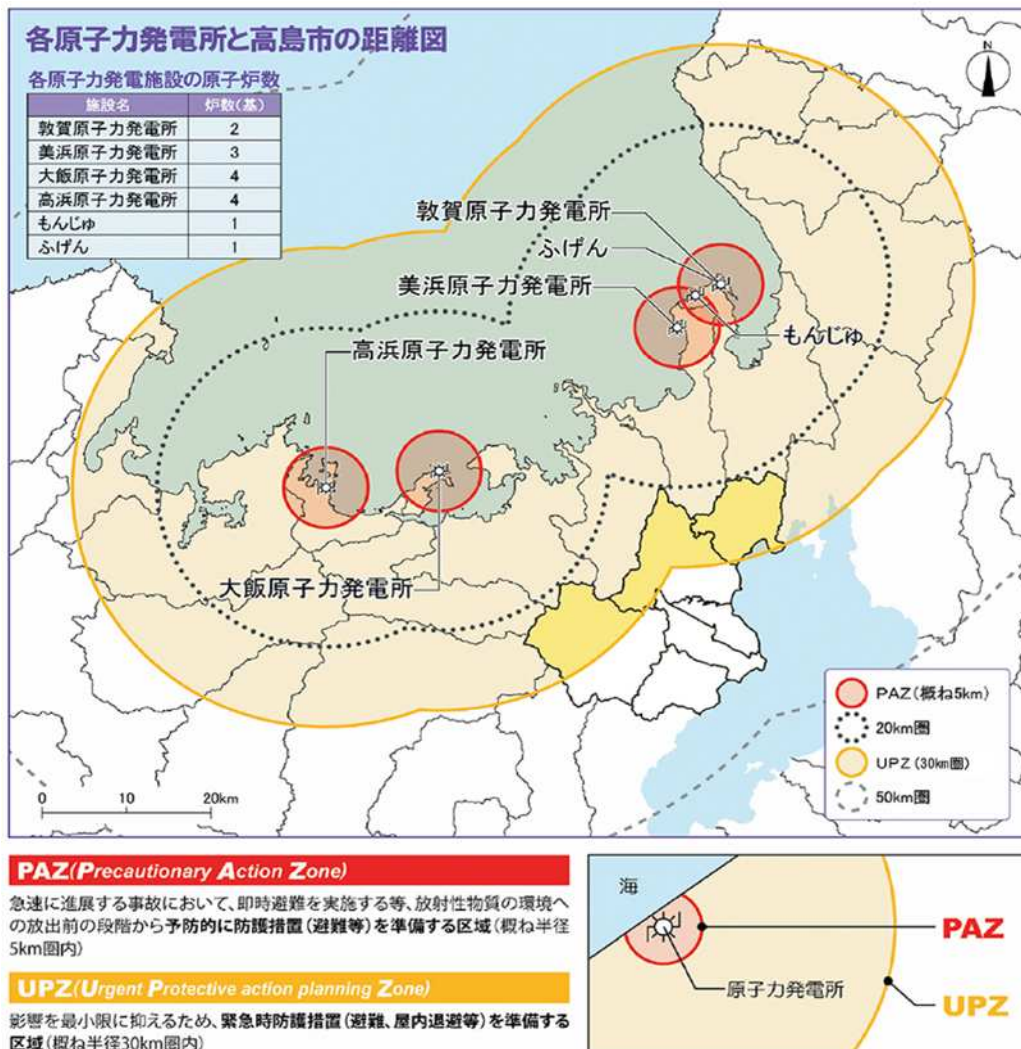 各原子力発電所と高島市の距離図
各原子力発電施設の原子炉数
施設名 炉数(基)
敦賀原子力発電所 2
美浜原子力発電所 3
大飯原子力発電所 4
高浜原子力発電所 4
もんじゅ 1
ふげん 1
N
敦賀原子力発電所
ふげん
美浜原子力発電所
もんじゅ
高浜原子力発電所
大飯原子力発電所
PAZ(概ね5km)
20km圏
UPZ(30km圏)
50km圏
0 10 20km
PAZ(Precautionary Action Zone)
急速に進展する事故において、即時避難を実施する等、放射性物質の環境へ
の放出前の段階から予防的に防護措置(避難等)を準備する区域(概ね半径
5km圏内)
UPZ(Urgent Protective action planning Zone)
影響を最小限に抑えるため、緊急時防護措置(避難、屋内退避等)を準備する
区域(概ね半径30km圏内)
海
PAZ
原子力発電所
UPZ